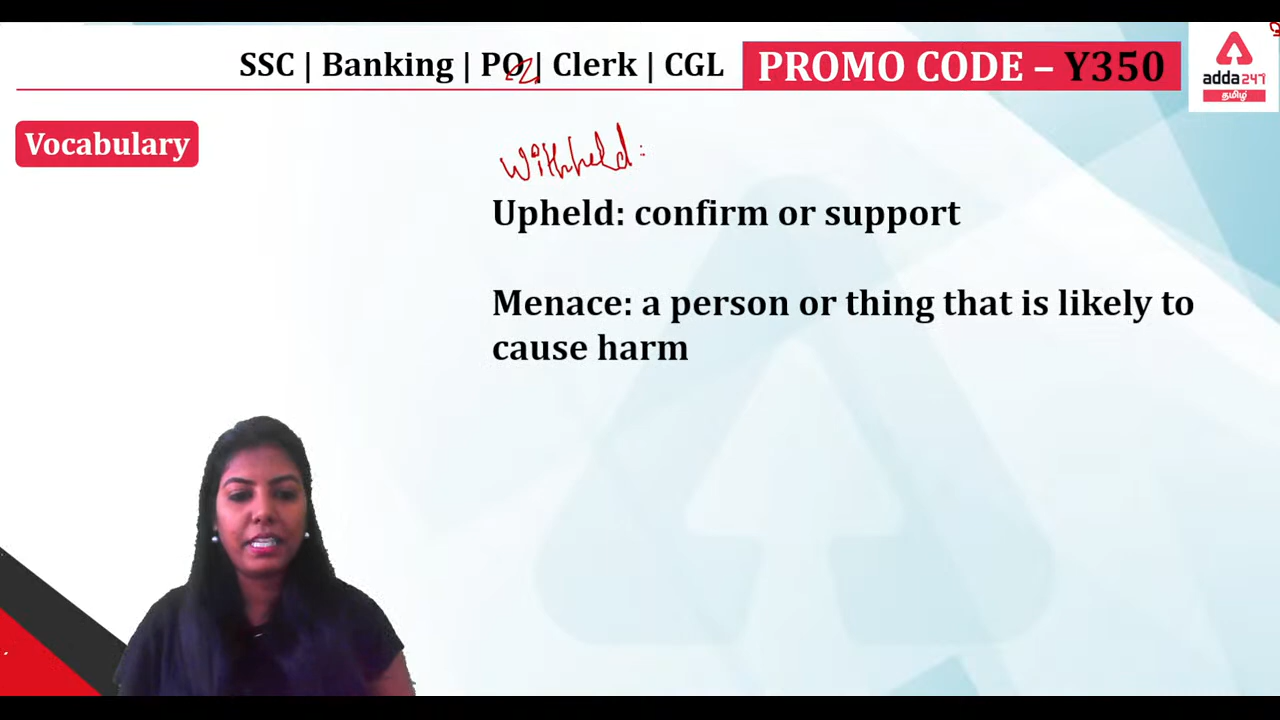 SSC | Banking | PO | Clerk | CGL
PROMO CODE – Y350
adda247
தமிழ்
Vocabulary
Withheld:
Upheld: confirm or support
Menace: a person or thing that is likely to
cause harm